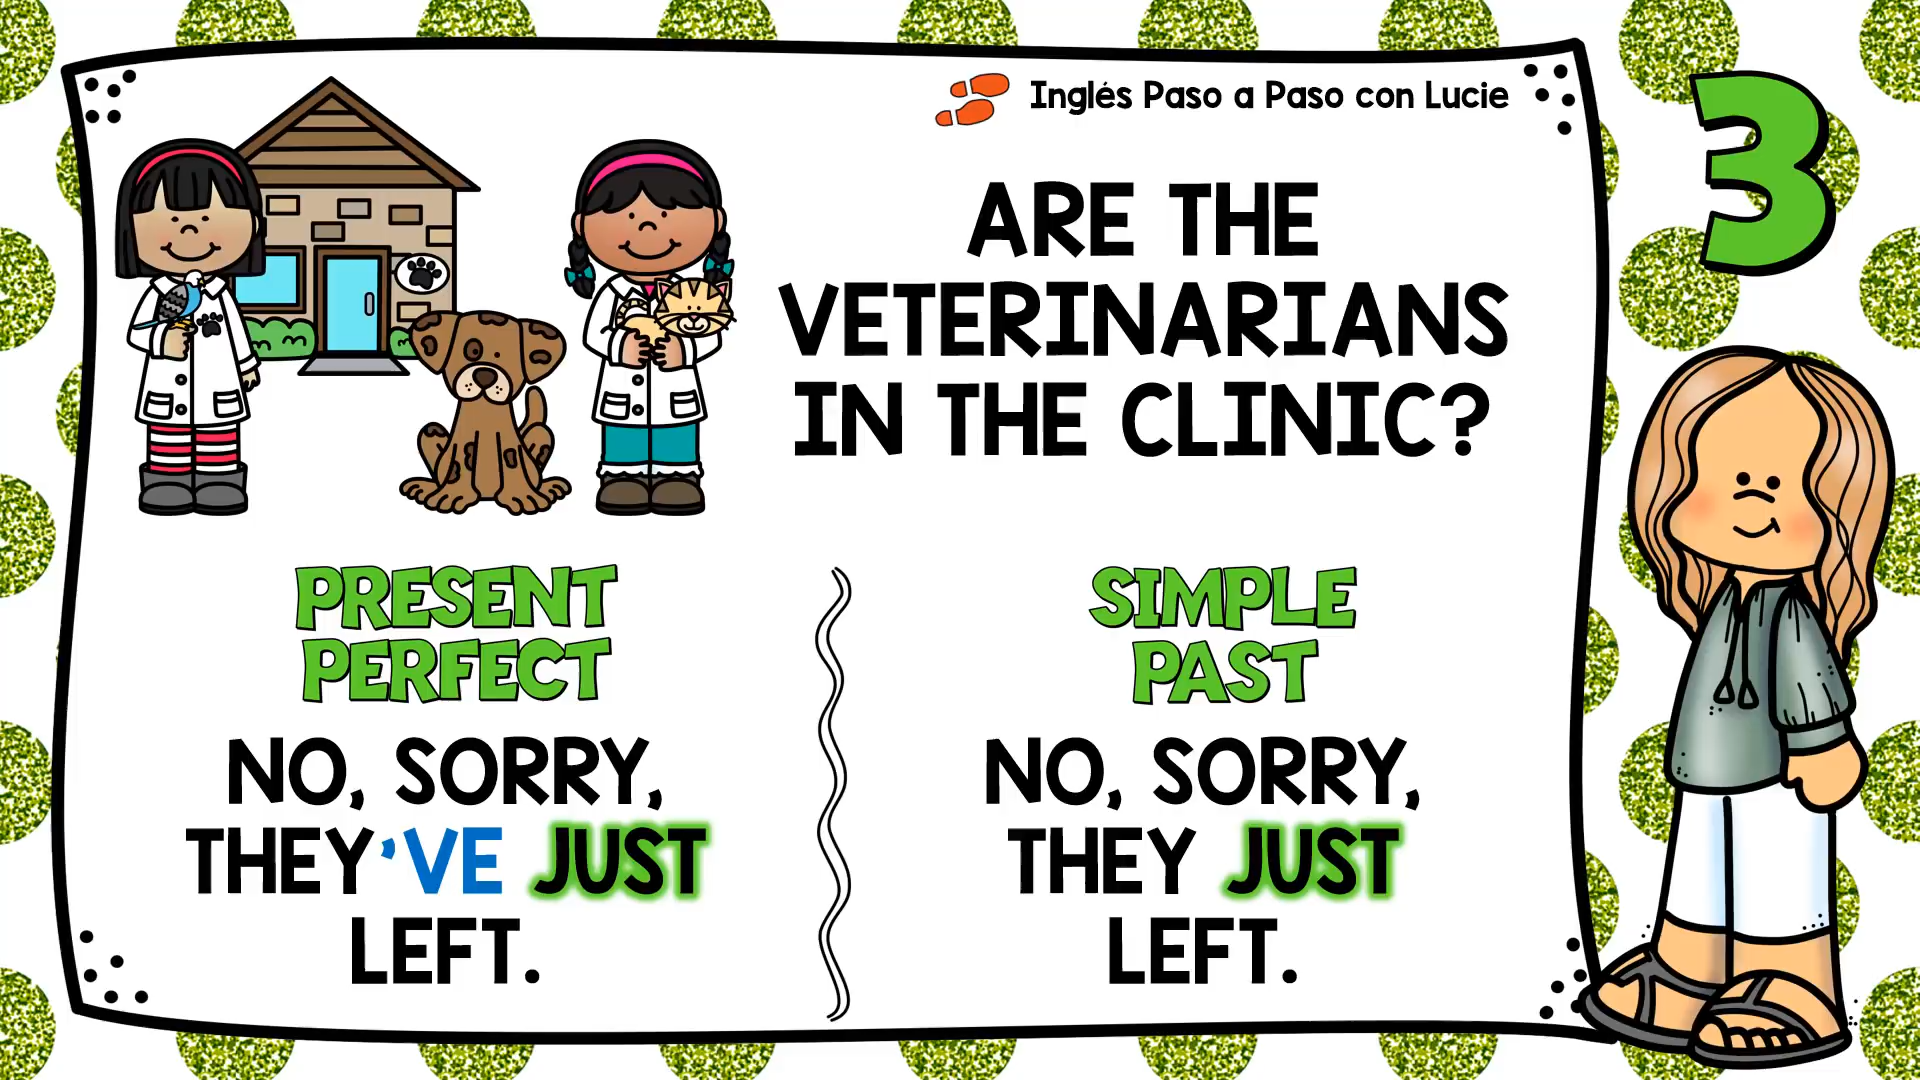 Inglés Paso a Paso con Lucie
3
ARE THE
VETERINARIANS
IN THE CLINIC?
PRESENT
PERFECT
NO, SORRY,
THEY'VE JUST
LEFT.
SIMPLE
PAST
NO, SORRY,
THEY JUST
LEFT.